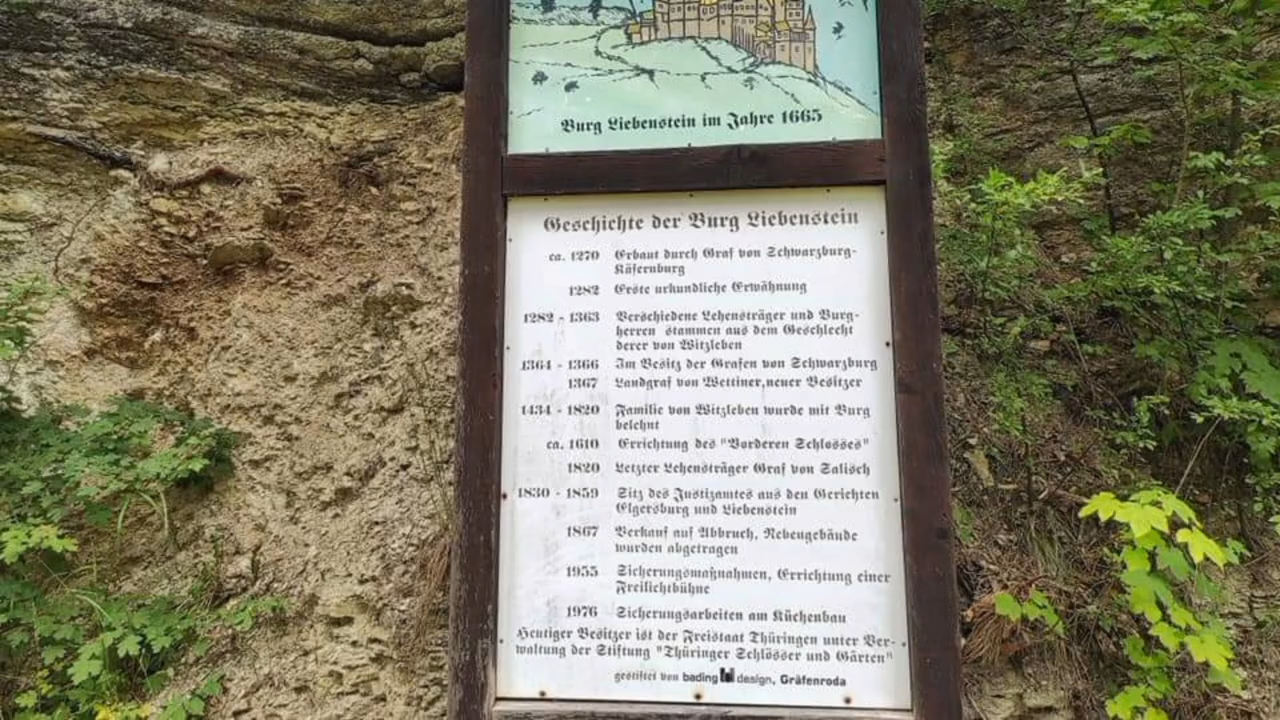 Burg Liebenstein im Jahre 1665
Geschichte der Burg Liebenstein
ca. 1270 Erbaut durch Graf von Schwarzburg-
Käfernburg
1282 Erste urkundliche Erwähnung
1282 - 1363 Verschiedene Lehensträger und Burg-
herren stammen aus dem Geschlecht
derer von Witzleben
1364 - 1366 Im Besitz der Grafen von Schwarzburg
1367 Landgraf von Wettiner,neuer Besitzer
1434 - 1820 Familie von Witzleben wurde mit Burg
belehnt
ca. 1610 Errichtung des "Vorderen Schlosses"
1820 Letzter Lehensträger Graf von Salisch
1830 - 1859 Sitz des Justizamtes aus den Gerichten
Elgersburg und Liebenstein
1867 Verkauf auf Abbruch, Nebengebäude
wurden abgetragen
1955 Sicherungsmaßnahmen, Errichtung einer
Freilichtbühne
1976 Sicherungsarbeiten am Küchenbau
Heutiger Besitzer ist der Freistaat Thüringen unter Ver-
waltung der Stiftung "Thüringer Schlösser und Gärten"
gestiftet von bading design, Gräfenroda